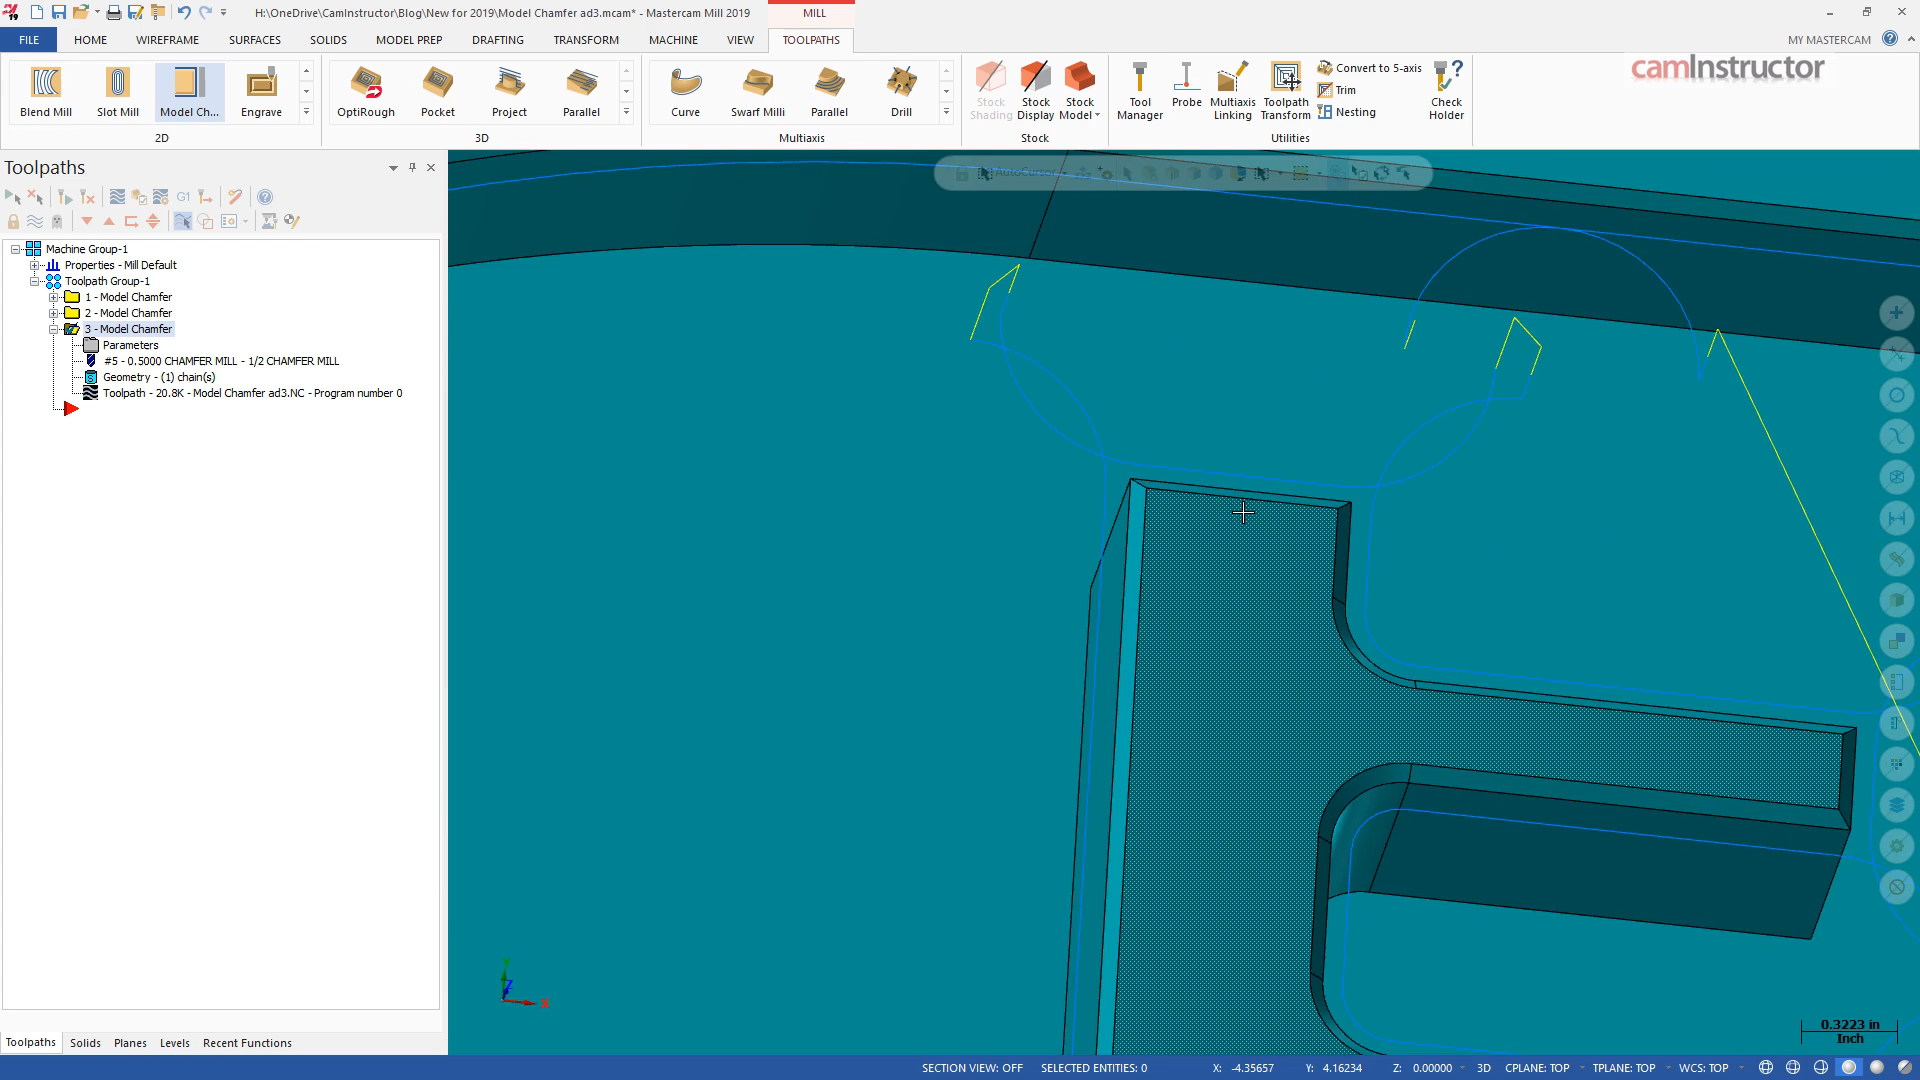 H:\OneDrive\CamInstructor\Blog\New for 2019\Model Chamfer ad3.mcam* - Mastercam Mill 2019
MILL
FILE
HOME
WIREFRAME
SURFACES
SOLIDS
MODEL PREP
DRAFTING
TRANSFORM
MACHINE
VIEW
TOOLPATHS
MY MASTERCAM
Blend Mill
Slot Mill
Model Ch...
Engrave
OptiRough
Pocket
Project
Parallel
Curve
Swarf Milli
Parallel
Drill
Stock Shading
Stock Display
Stock Model
Tool Manager
Probe
Multiaxis Linking
Toolpath Transform
Convert to 5-axis
Trim
Nesting
Check Holder
camInstructor
2D
3D
Multiaxis
Stock
Utilities
Toolpaths
AutoCursor
G1
Machine Group-1
Properties - Mill Default
Toolpath Group-1
1 - Model Chamfer
2 - Model Chamfer
3 - Model Chamfer
Parameters
#5 - 0.5000 CHAMFER MILL - 1/2 CHAMFER MILL
Geometry - (1) chain(s)
Toolpath - 20.8K - Model Chamfer ad3.NC - Program number 0
Y
Z
X
0.3223 in
Inch
Toolpaths
Solids
Planes
Levels
Recent Functions
SECTION VIEW: OFF
SELECTED ENTITIES: 0
X: -4.35657
Y: 4.16234
Z: 0.00000
3D
CPLANE: TOP
TPLANE: TOP
WCS: TOP